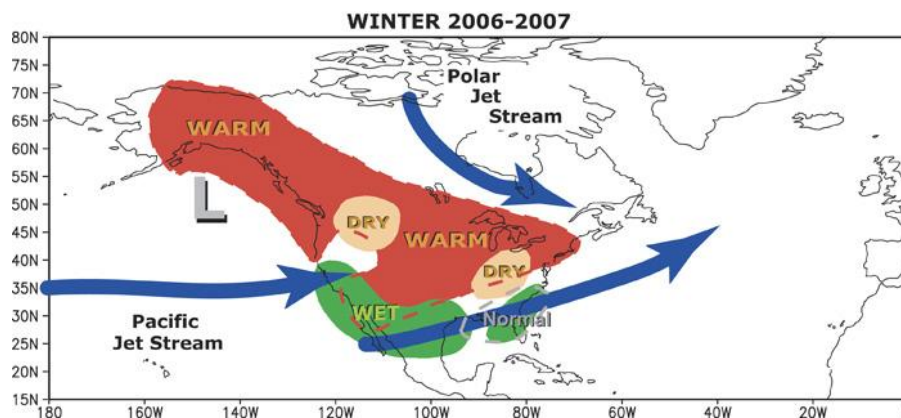 WINTER 2006-2007
80N
75N
70N
65N
60N
55N
50N
45N
40N
35N
30N
25N
20N
15N
Polar
Jet
Stream
WARM
L
DRY
WARM
DRY
WET
Normal
Pacific
Jet Stream
180 160W 140W 120W 100W 80W 60W 40W 20W